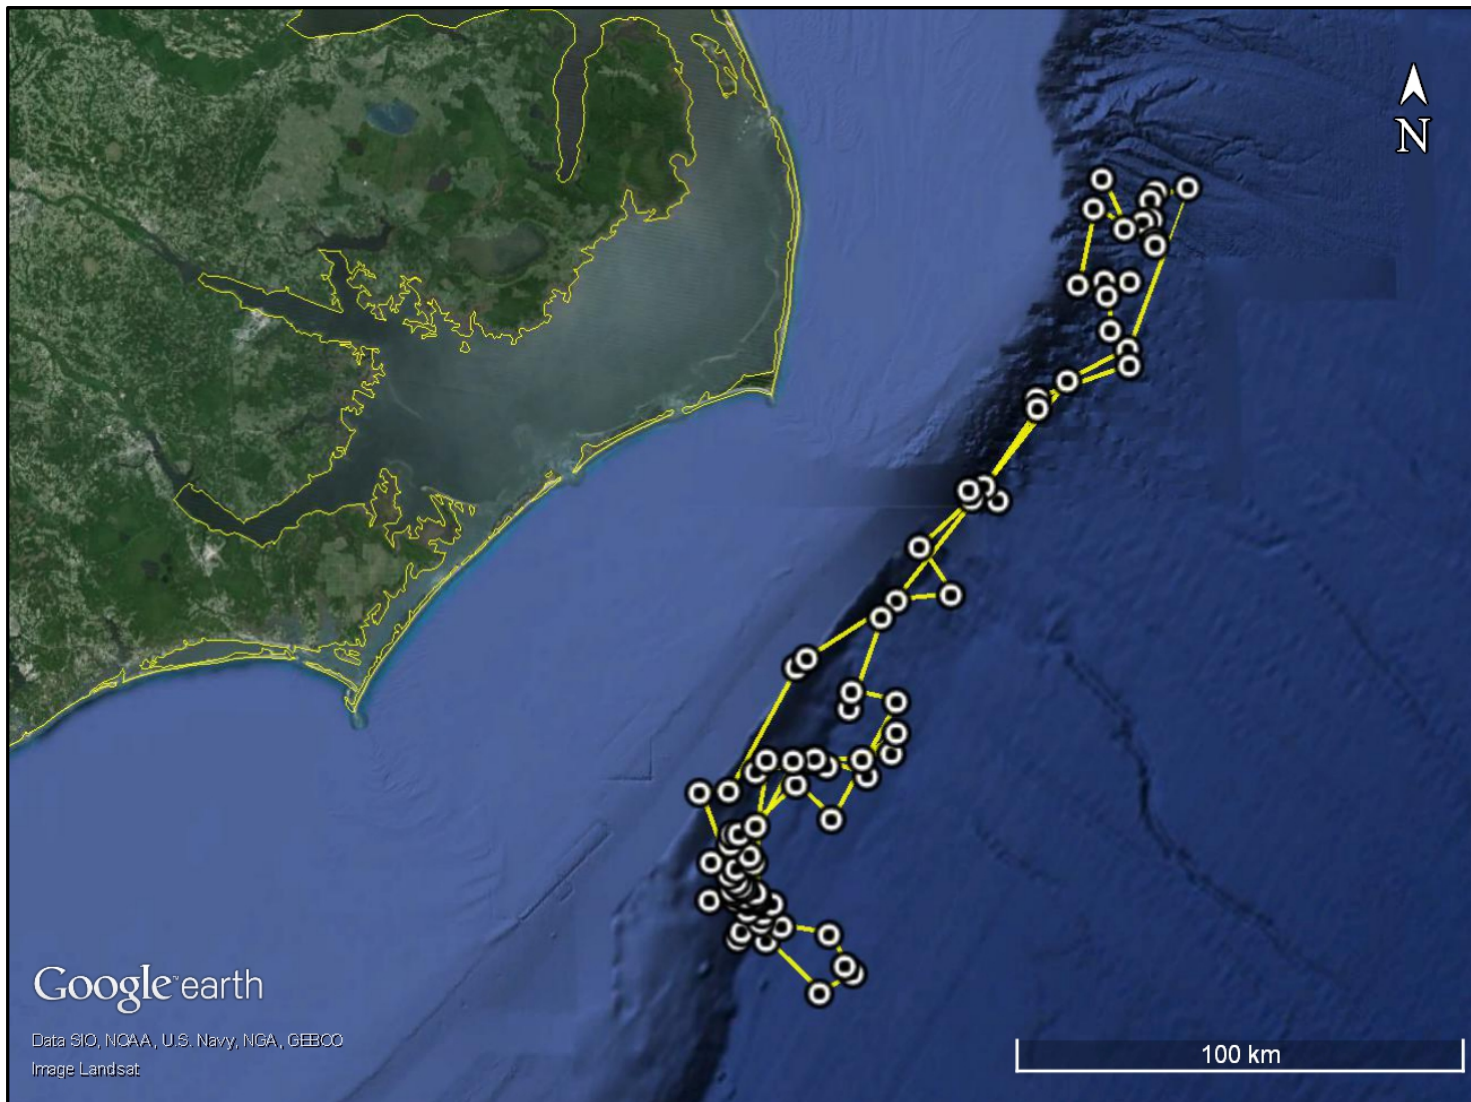 N
Google earth
Data SIO, NOAA, U.S. Navy, NGA, GEBCO
Image Landsat
100 km